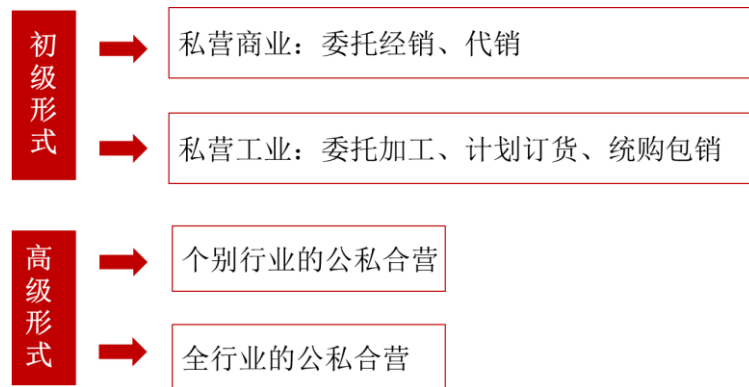 初级形式
私营商业：委托经销、代销
私营工业：委托加工、计划订货、统购包销
高级形式
个别行业的公私合营
全行业的公私合营